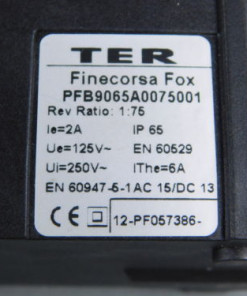 TER
Finecorsa Fox
PFB9065A0075001
Rev Ratio: 1:75
Ie=2A IP 65
Ue=125V~ EN 60529
Ui=250V~ IThe=6A
EN 60947-5-1 AC 15/DC 13
CE 12-PF057386-